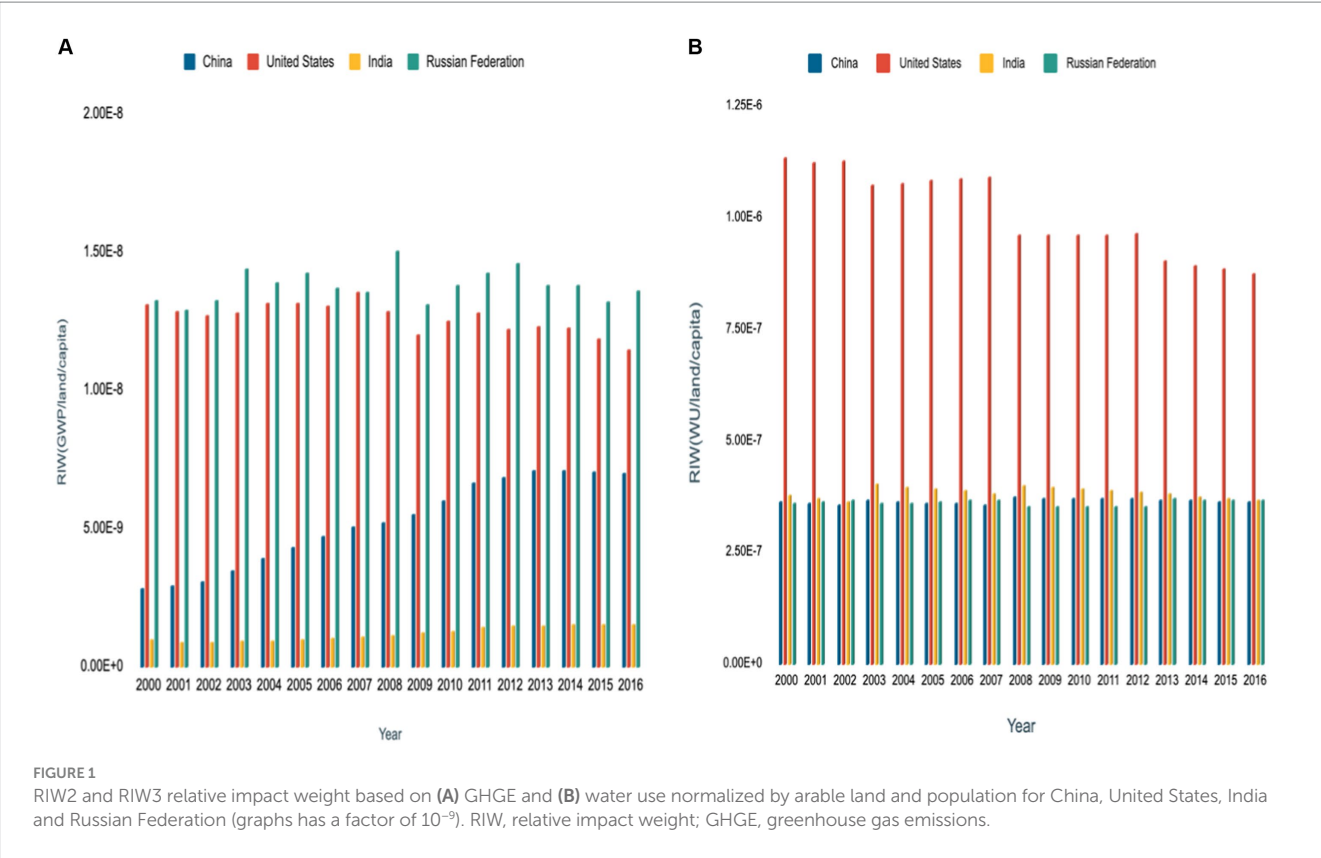 A
China United States India Russian Federation
2.00E-8
1.50E-8
1.00E-8
5.00E-9
0.00E+0
RIW(GWP/land/capita)
2000 2001 2002 2003 2004 2005 2006 2007 2008 2009 2010 2011 2012 2013 2014 2015 2016
Year
B
China United States India Russian Federation
1.25E-6
1.00E-6
7.50E-7
5.00E-7
2.50E-7
0.00E+0
RIW(WU/land/capita)
2000 2001 2002 2003 2004 2005 2006 2007 2008 2009 2010 2011 2012 2013 2014 2015 2016
Year
FIGURE 1
RIW2 and RIW3 relative impact weight based on (A) GHGE and (B) water use normalized by arable land and population for China, United States, India
and Russian Federation (graphs has a factor of 10⁻⁹). RIW, relative impact weight; GHGE, greenhouse gas emissions.